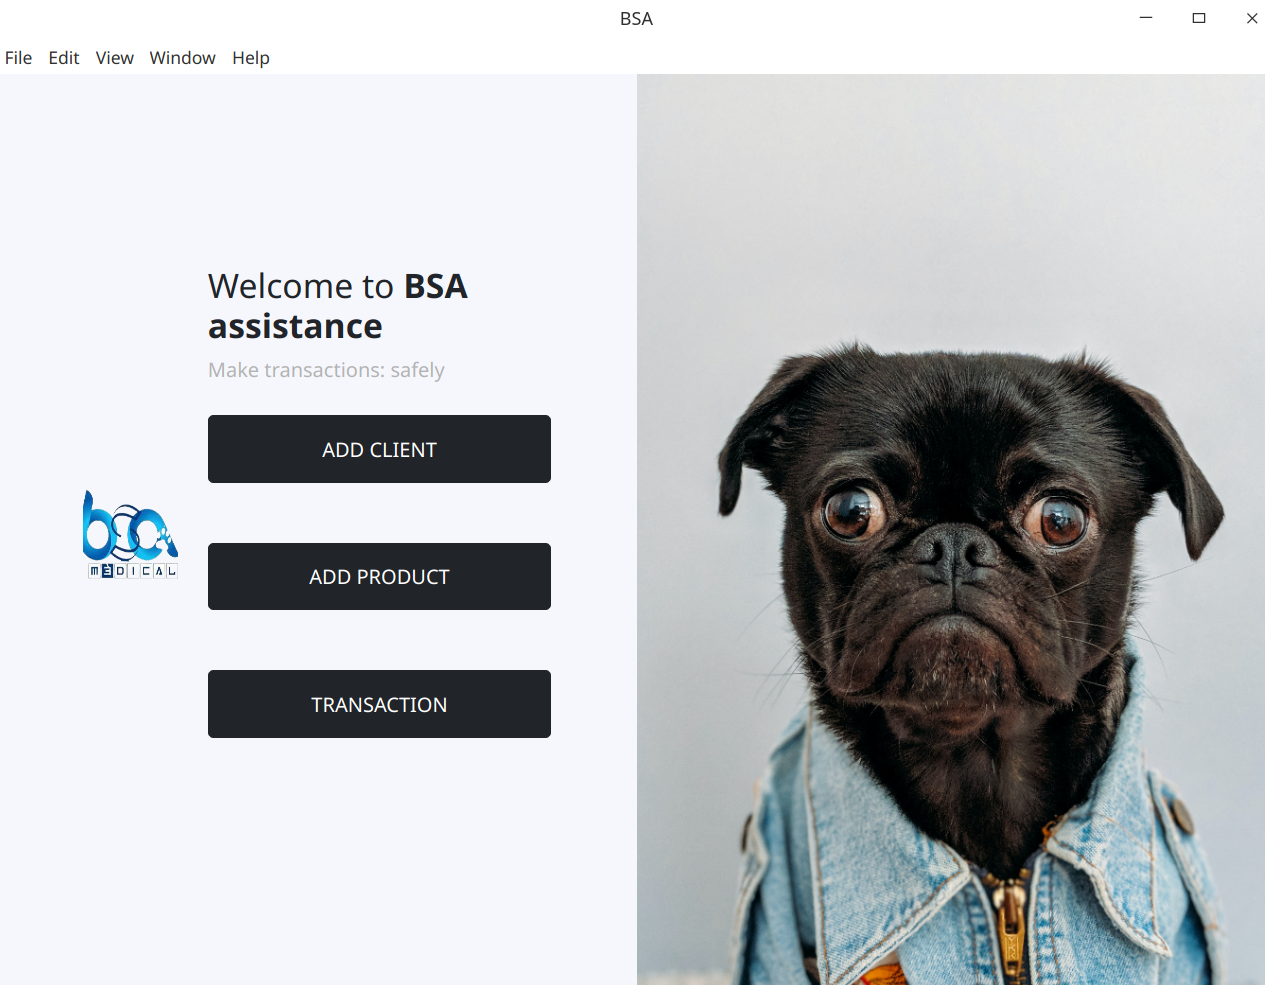 BSA
File Edit View Window Help
Welcome to BSA
assistance
Make transactions: safely
ADD CLIENT
bsa
MEDICAL
ADD PRODUCT
TRANSACTION